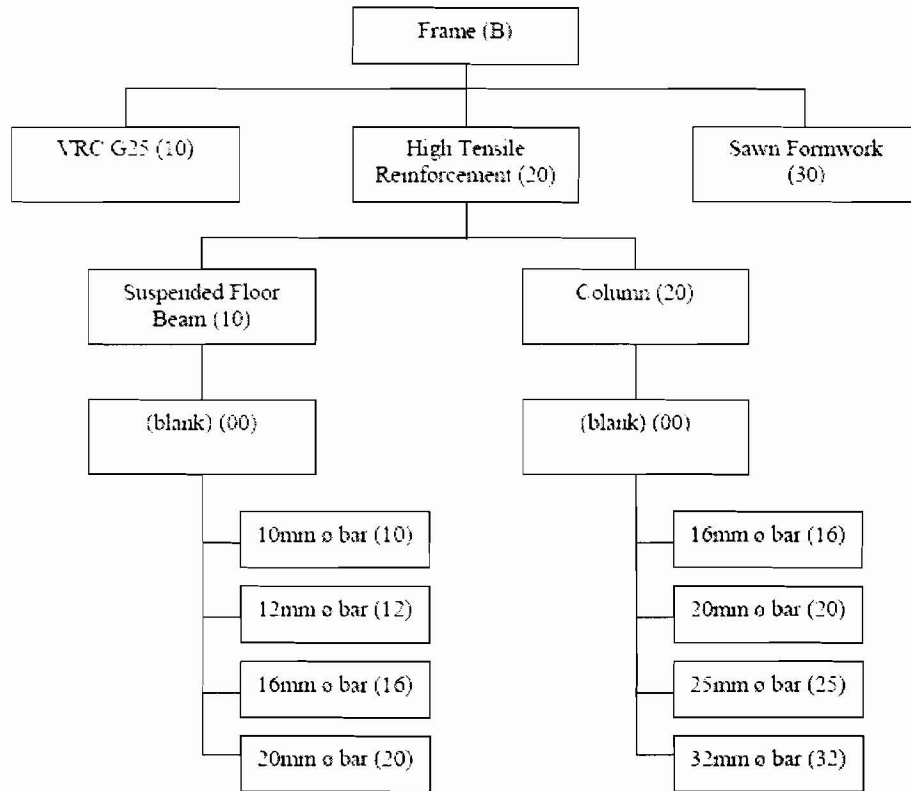 Frame (B)
VRC G25 (10)
High Tensile
Reinforcement (20)
Sawn Formwork
(30)
Suspended Floor
Beam (10)
Column (20)
(blank) (00)
(blank) (00)
10mm ø bar (10)
12mm ø bar (12)
16mm ø bar (16)
20mm ø bar (20)
16mm ø bar (16)
20mm ø bar (20)
25mm ø bar (25)
32mm ø bar (32)